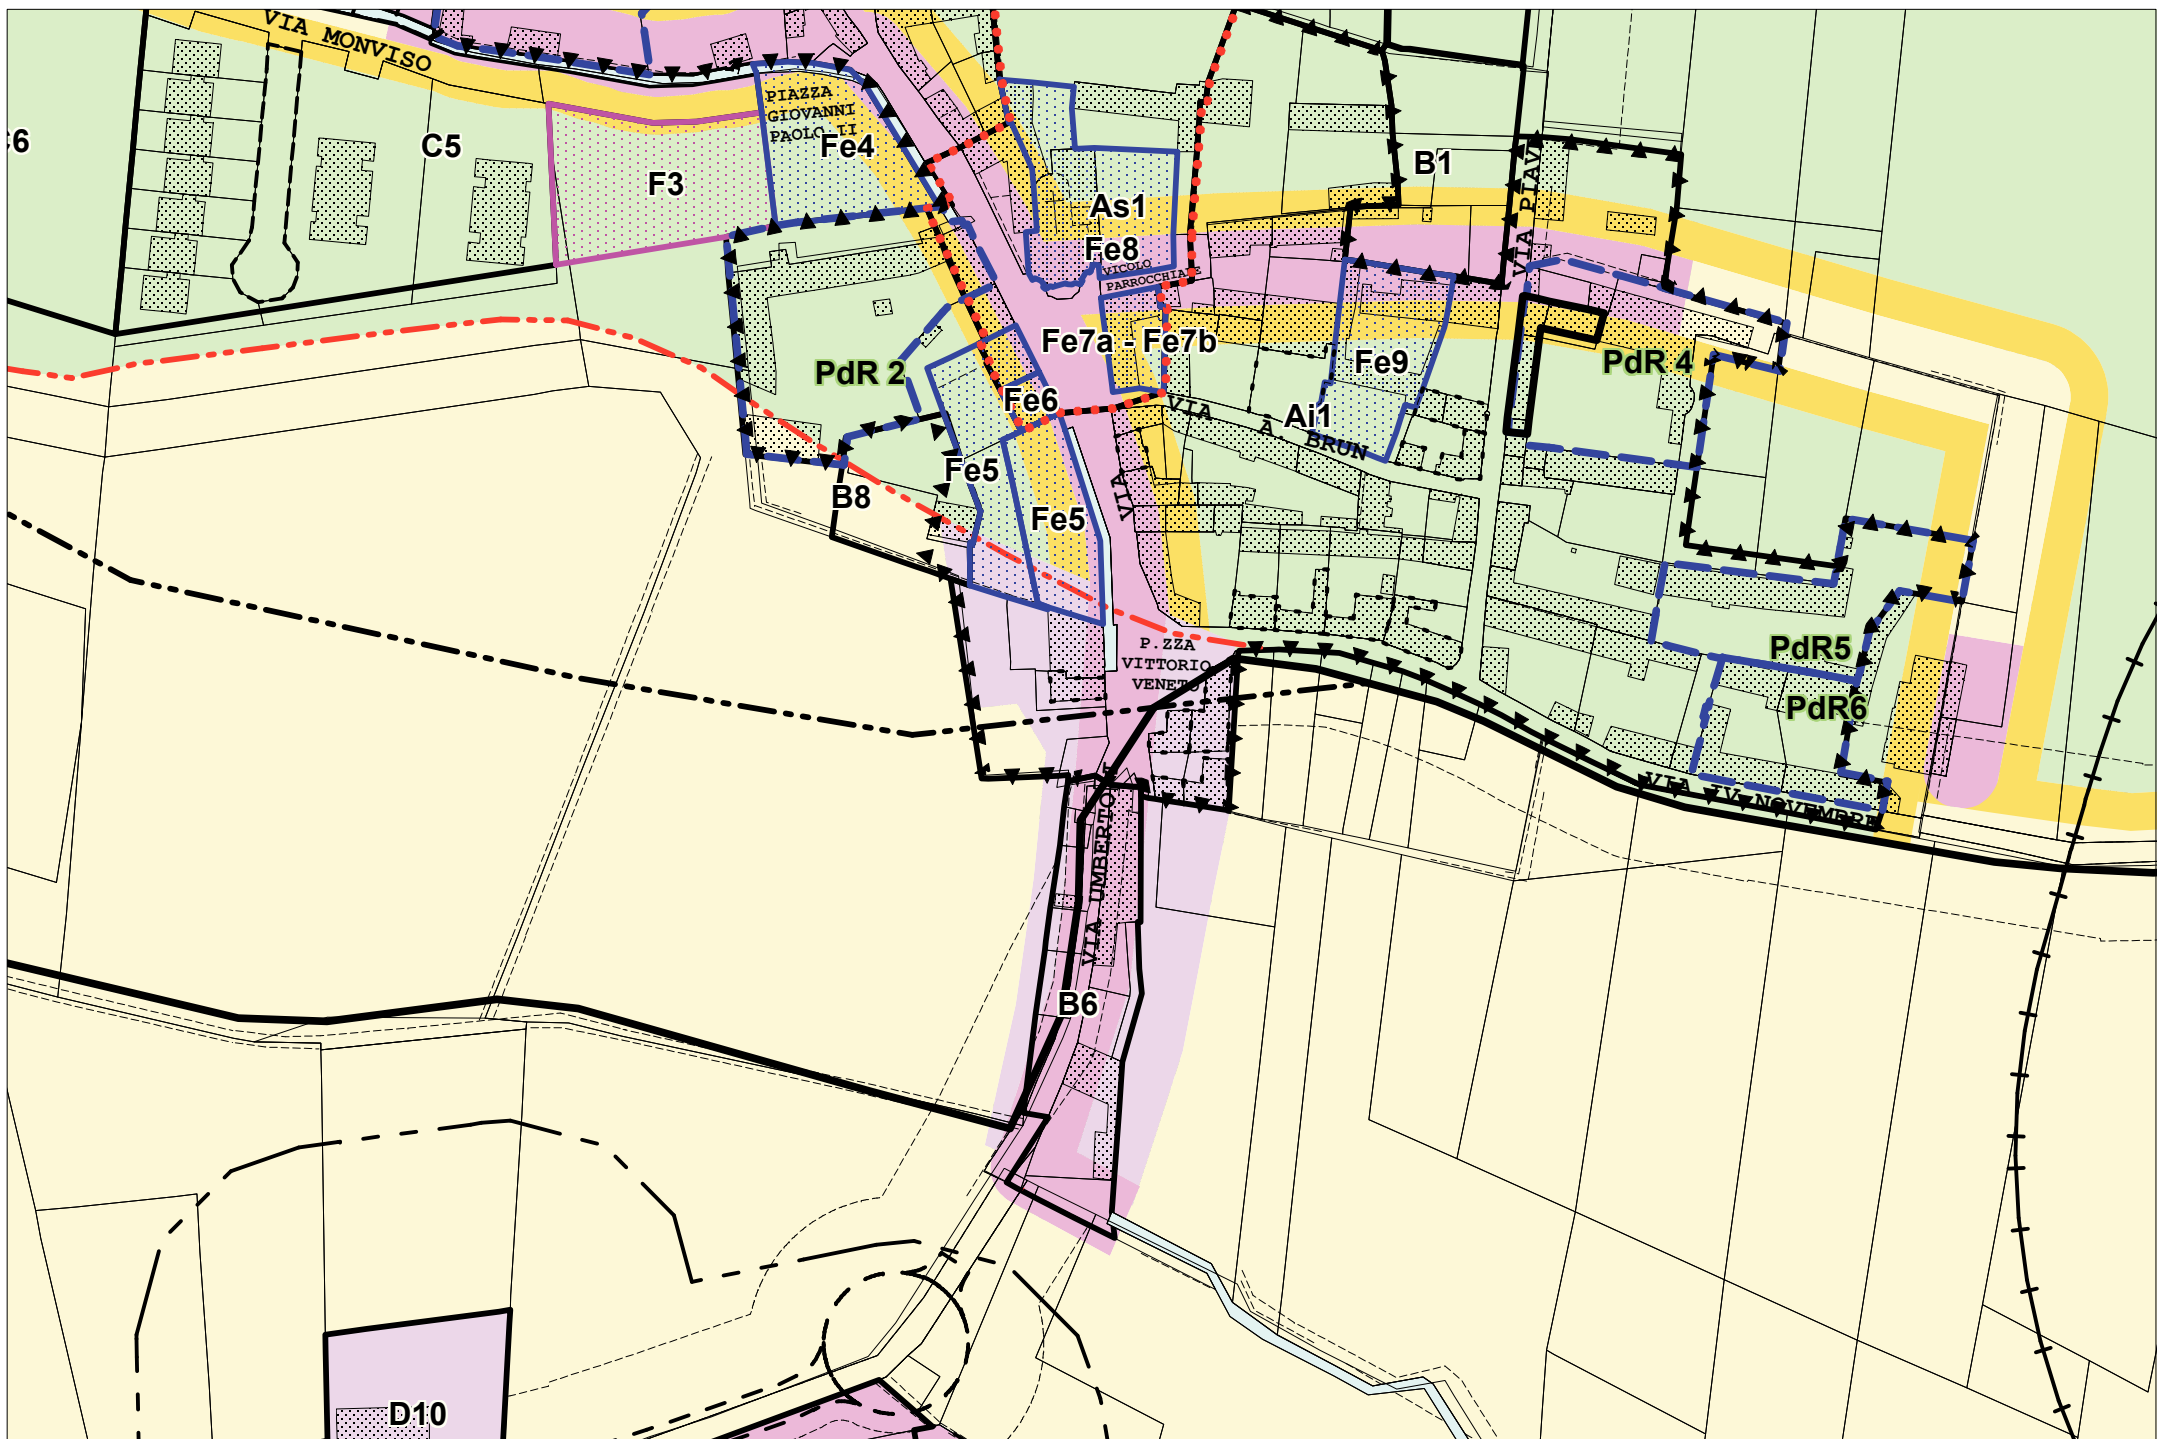 VIA MONVISO
C5
F3
PIAZZA
GIOVANNI
PAOLO II
Fe4
As1
Fe8
VICOLO
PARROCCHIALE
B1
VIA PIAVE
PdR 2
Fe7a - Fe7b
Fe9
PdR 4
Fe6
VIA A. BRUN
Ai1
Fe5
B8
Fe5
VIA
P.ZZA
VITTORIO
VENETO
PdR5
PdR6
VIA IV NOVEMBRE
VIA UMBERTO I
B6
D10